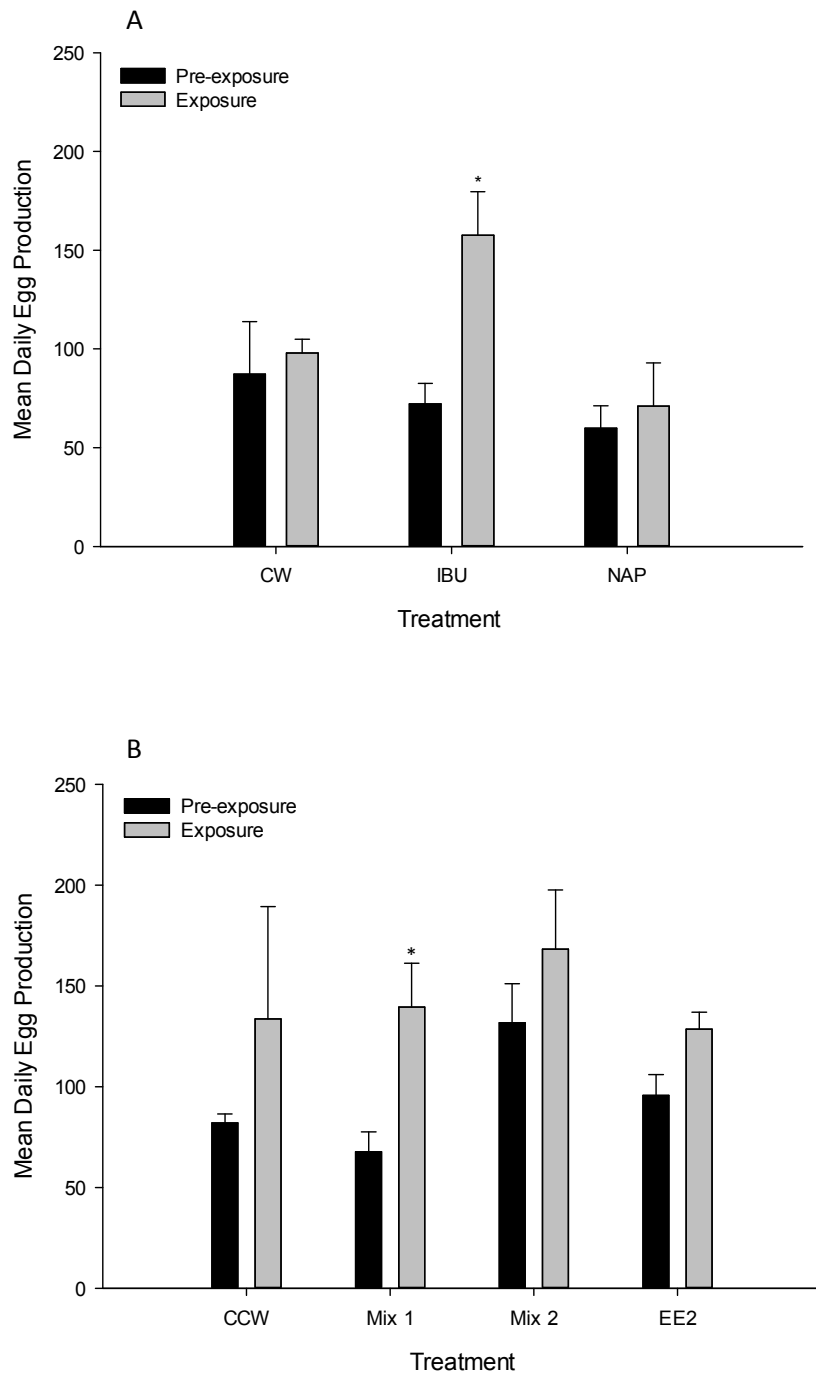 A
250
200
150
100
50
0
Mean Daily Egg Production
Pre-exposure
Exposure
*
CW IBU NAP
Treatment
B
250
200
150
100
50
0
Mean Daily Egg Production
Pre-exposure
Exposure
*
CCW Mix 1 Mix 2 EE2
Treatment